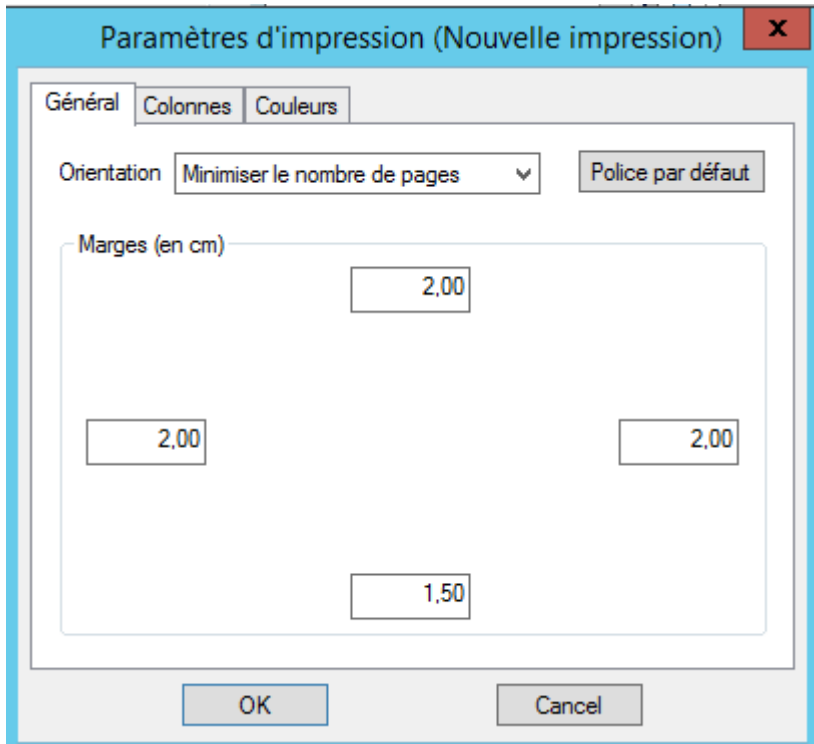 Paramètres d'impression (Nouvelle impression)
x
Général Colonnes Couleurs
Orientation Minimiser le nombre de pages Police par défaut
Marges (en cm)
2,00
2,00 2,00
1,50
OK Cancel